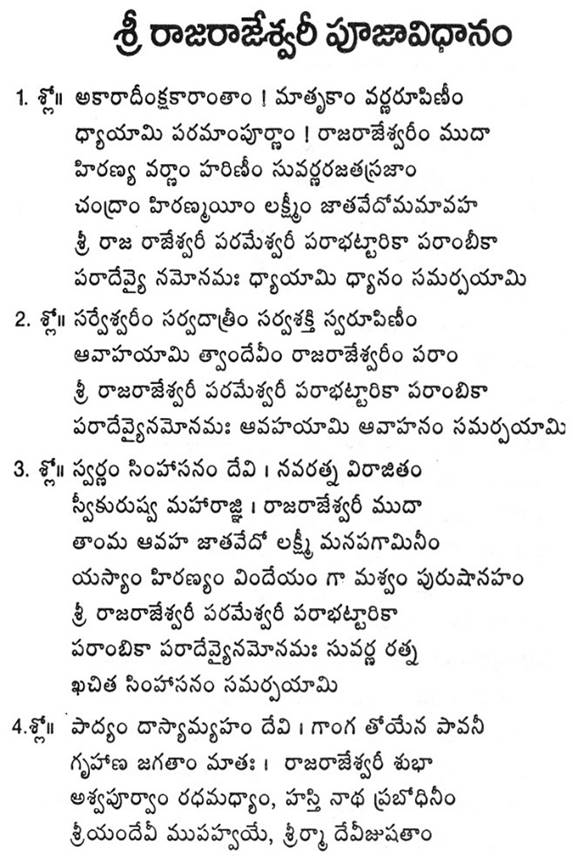 శ్రీ రాజరాజేశ్వరీ పూజావిధానం
1. శ్లో॥ అకారాదీంక్షకారాంతాం ! మాతృకాం వర్ణరూపిణీం
ధ్యాయామి పరమాంపూర్ణాం ! రాజరాజేశ్వరీం ముదా
హిరణ్య వర్ణాం హరిణీం సువర్ణరజతస్రజాం
చంద్రాం హిరణ్మయీం లక్ష్మీం జాతవేదోమమావహ
శ్రీ రాజ రాజేశ్వరీ పరమేశ్వరీ పరాభట్టారికా పరాంబీకా
పరాదేవ్యై నమోనమః ధ్యాయామి ధ్యానం సమర్పయామి
2. శ్లో॥ సర్వేశ్వరీం సర్వదాత్రీం సర్వశక్తి స్వరూపిణీం
ఆవాహయామి త్వాందేవీం రాజరాజేశ్వరీం పరాం
శ్రీ రాజరాజేశ్వరీ పరమేశ్వరీ పరాభట్టారికా పరాంబికా
పరాదేవ్యైనమోనమః ఆవహయామి ఆవాహనం సమర్పయామి
3. శ్లో॥ స్వర్ణం సింహాసనం దేవి । నవరత్న విరాజితం
స్వీకురుష్వ మహారాజ్ఞి । రాజరాజేశ్వరీ ముదా
తాంమ ఆవహ జాతవేదో లక్ష్మీ మనపగామినీం
యస్యాం హిరణ్యం విందేయం గా మశ్వం పురుషానహం
శ్రీ రాజరాజేశ్వరీ పరమేశ్వరీ పరాభట్టారికా
పరాంబికా పరాదేవ్యైనమోనమః సువర్ణ రత్న
ఖచిత సింహాసనం సమర్పయామి
4.శ్లో॥ పాద్యం దాస్యామ్యహం దేవి । గాంగ తోయేన పావనీ
గృహాణ జగతాం మాతః । రాజరాజేశ్వరీ శుభా
అశ్వపూర్వాం రధమధ్యాం, హస్తి నాథ ప్రబోధినీం
శ్రీయందేవీ ముపహ్వయే, శ్రీర్మా దేవీజుషతాం